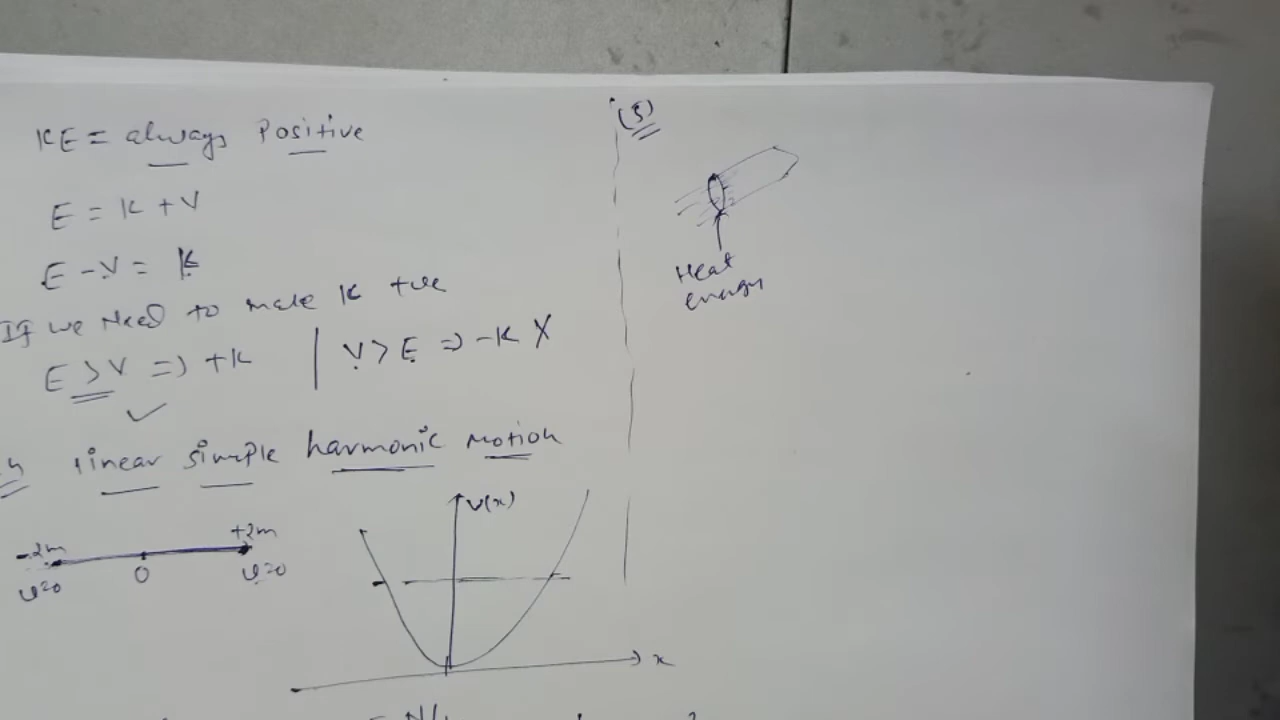 KE = always Positive
E = K + V
E - V = K
If we need to make K +ve
E > V => +K | V > E => -K X
linear simple harmonic motion
-2m
+2m
v=0
0
v=0
V(x)
x
(5)
Heat
energy